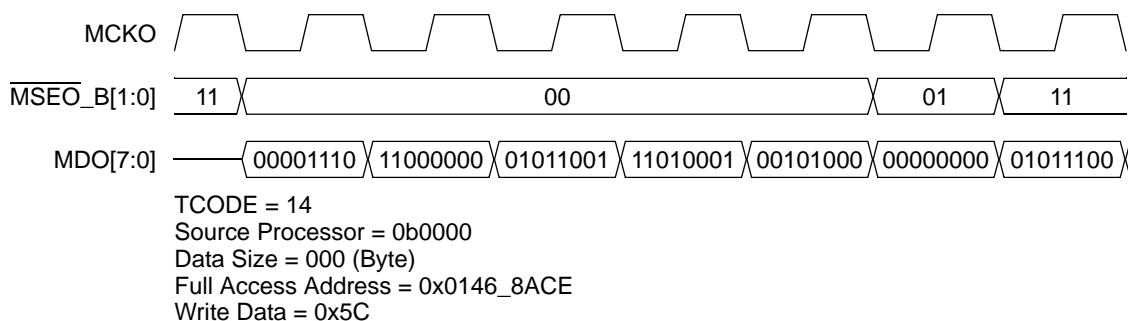 MCKO
MSEO_B[1:0] 11 00 01 11
MDO[7:0] 00001110 11000000 01011001 11010001 00101000 00000000 01011100
TCODE = 14
Source Processor = 0b0000
Data Size = 000 (Byte)
Full Access Address = 0x0146_8ACE
Write Data = 0x5C